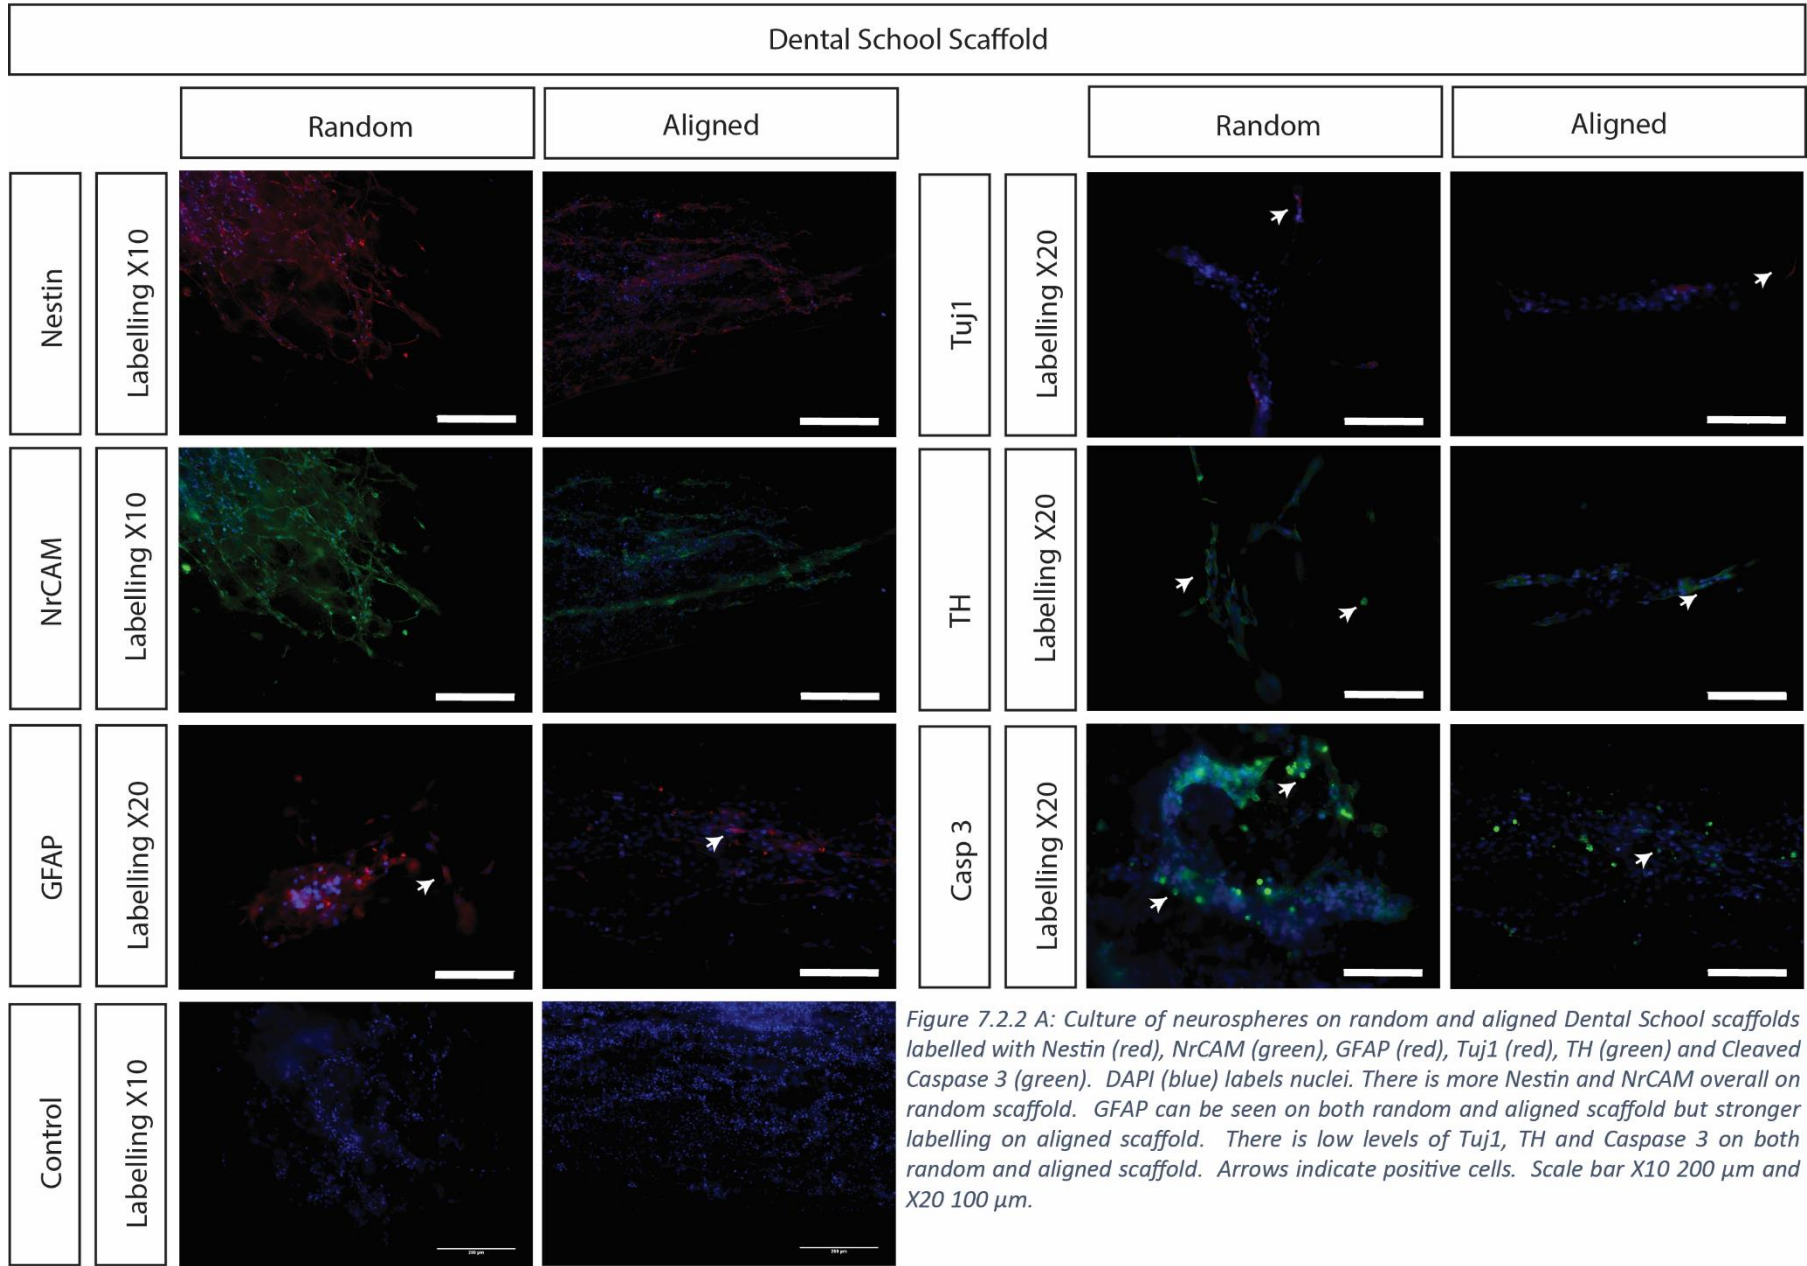 Dental School Scaffold
Random
Aligned
Random
Aligned
Nestin
Labelling X10
Tuj1
Labelling X20
NrCAM
Labelling X10
TH
Labelling X20
GFAP
Labelling X20
Casp 3
Labelling X20
Control
Labelling X10
200 µm
200 µm
Figure 7.2.2 A: Culture of neurospheres on random and aligned Dental School scaffolds
labelled with Nestin (red), NrCAM (green), GFAP (red), Tuj1 (red), TH (green) and Cleaved
Caspase 3 (green). DAPI (blue) labels nuclei. There is more Nestin and NrCAM overall on
random scaffold. GFAP can be seen on both random and aligned scaffold but stronger
labelling on aligned scaffold. There is low levels of Tuj1, TH and Caspase 3 on both
random and aligned scaffold. Arrows indicate positive cells. Scale bar X10 200 µm and
X20 100 µm.